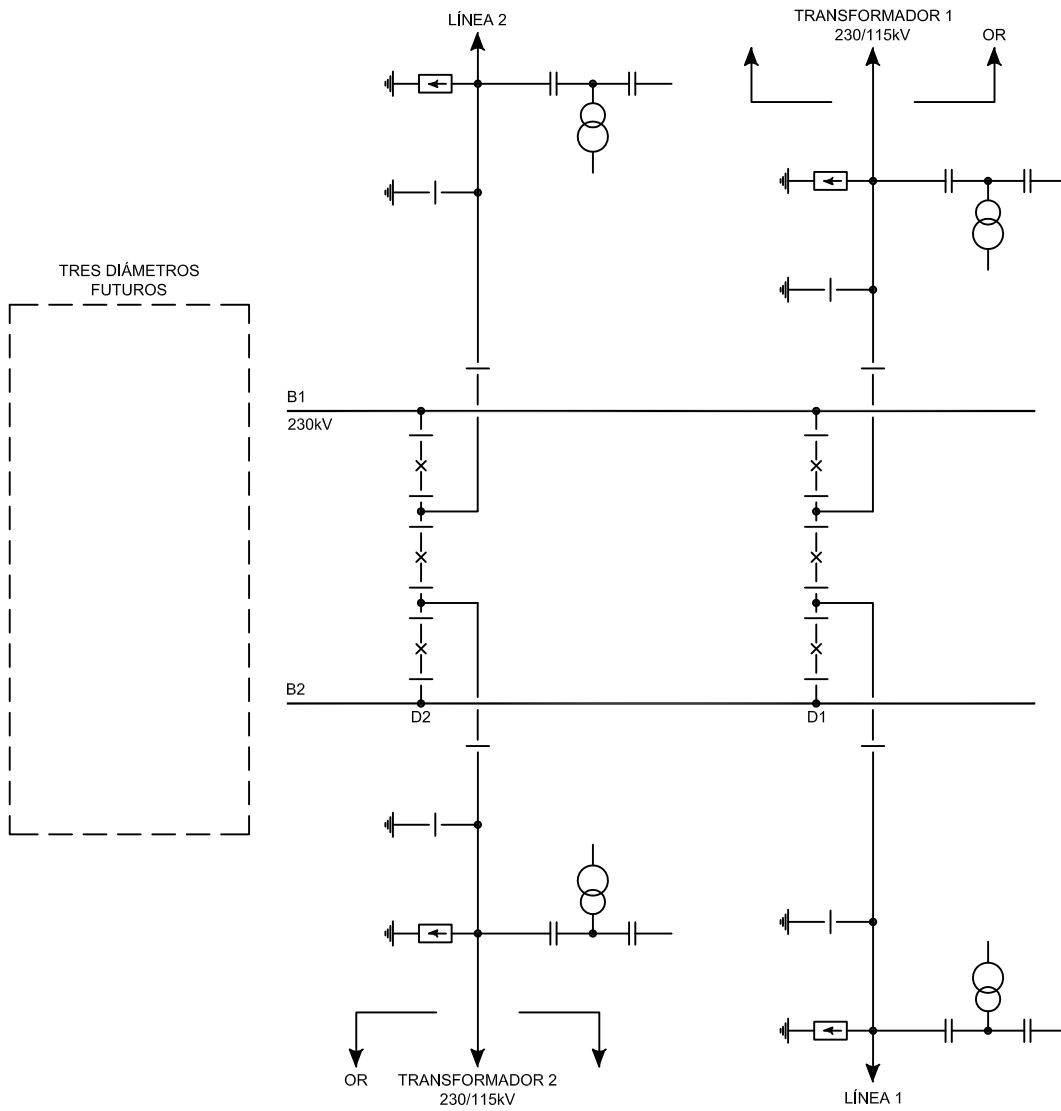 LÍNEA 2
TRANSFORMADOR 1
230/115kV
OR
TRES DIÁMETROS
FUTUROS
B1
230kV
B2
D2
D1
OR
TRANSFORMADOR 2
230/115kV
LÍNEA 1